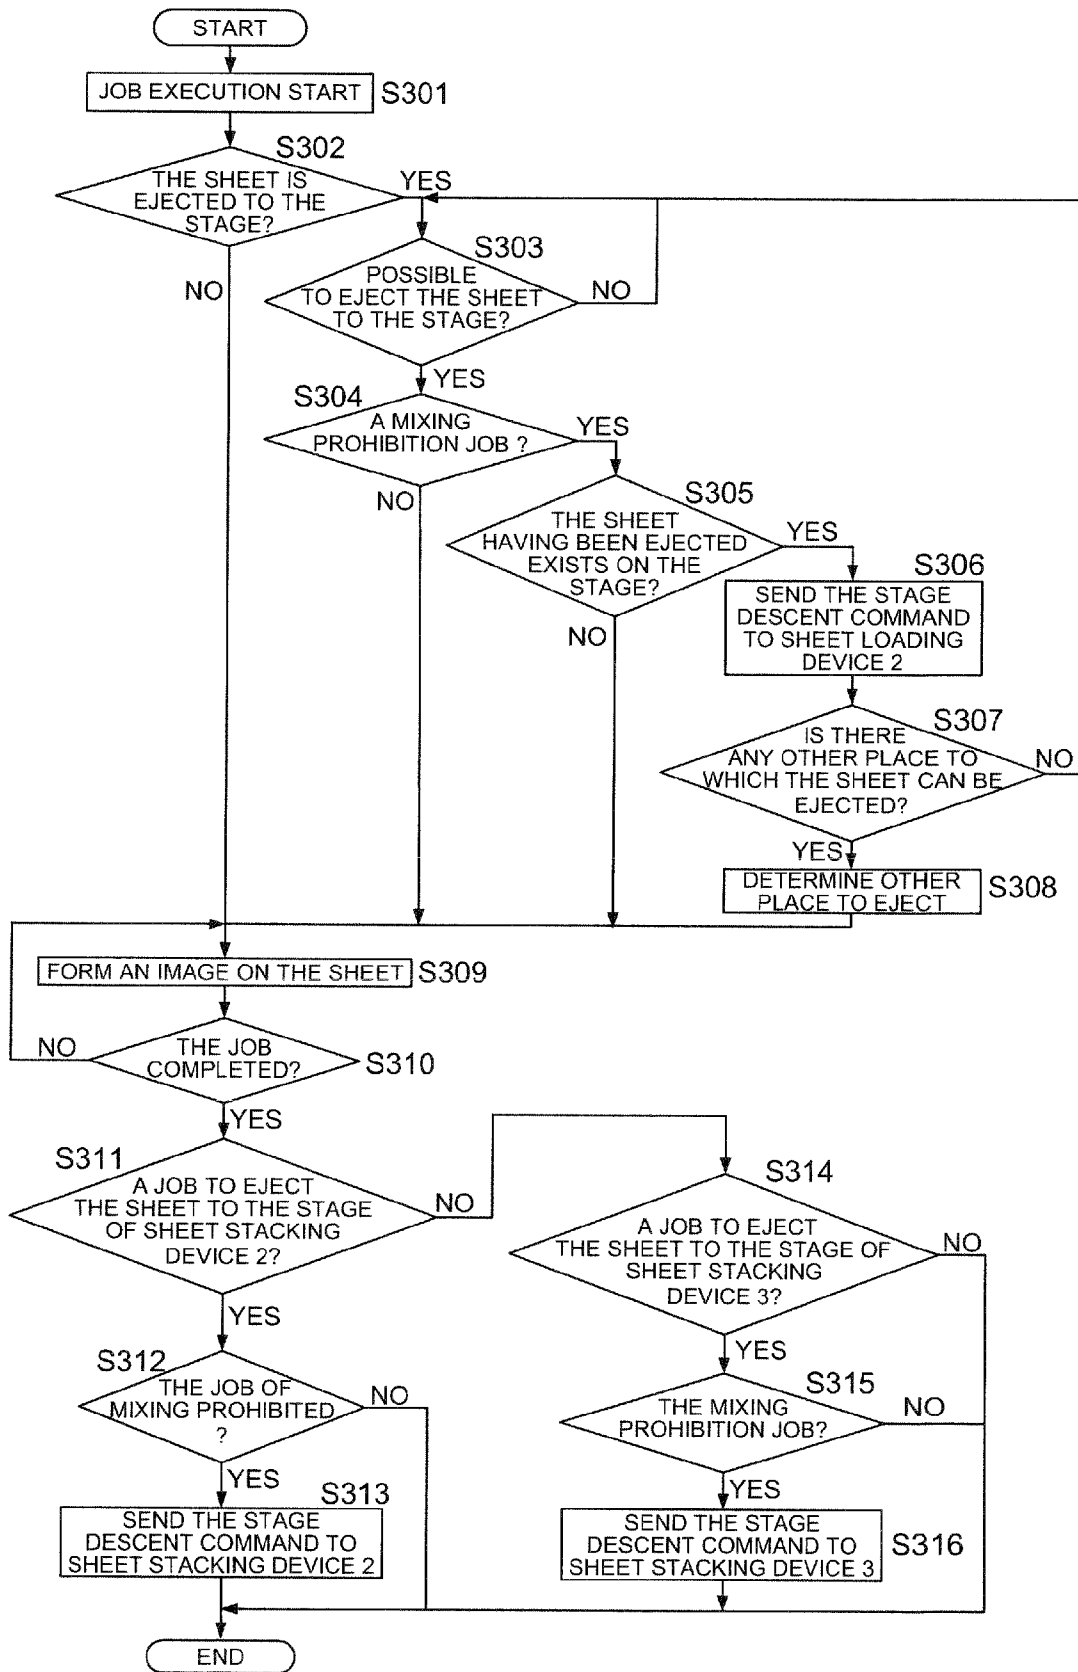 START
JOB EXECUTION START
S301
S302
THE SHEET IS
EJECTED TO THE
STAGE?
YES
NO
S303
POSSIBLE
TO EJECT THE SHEET
TO THE STAGE?
NO
YES
S304
A MIXING
PROHIBITION JOB ?
YES
NO
S305
THE SHEET
HAVING BEEN EJECTED
EXISTS ON THE
STAGE?
YES
NO
S306
SEND THE STAGE
DESCENT COMMAND
TO SHEET LOADING
DEVICE 2
S307
IS THERE
ANY OTHER PLACE TO
WHICH THE SHEET CAN BE
EJECTED?
NO
YES
DETERMINE OTHER
PLACE TO EJECT
S308
FORM AN IMAGE ON THE SHEET
S309
THE JOB
COMPLETED?
S310
NO
YES
S311
A JOB TO EJECT
THE SHEET TO THE STAGE
OF SHEET STACKING
DEVICE 2?
NO
YES
S312
THE JOB OF
MIXING PROHIBITED
?
NO
YES
S313
SEND THE STAGE
DESCENT COMMAND TO
SHEET STACKING DEVICE 2
S314
A JOB TO EJECT
THE SHEET TO THE STAGE OF
SHEET STACKING
DEVICE 3?
NO
YES
S315
THE MIXING
PROHIBITION JOB?
NO
YES
SEND THE STAGE
DESCENT COMMAND TO
SHEET STACKING DEVICE 3
S316
END